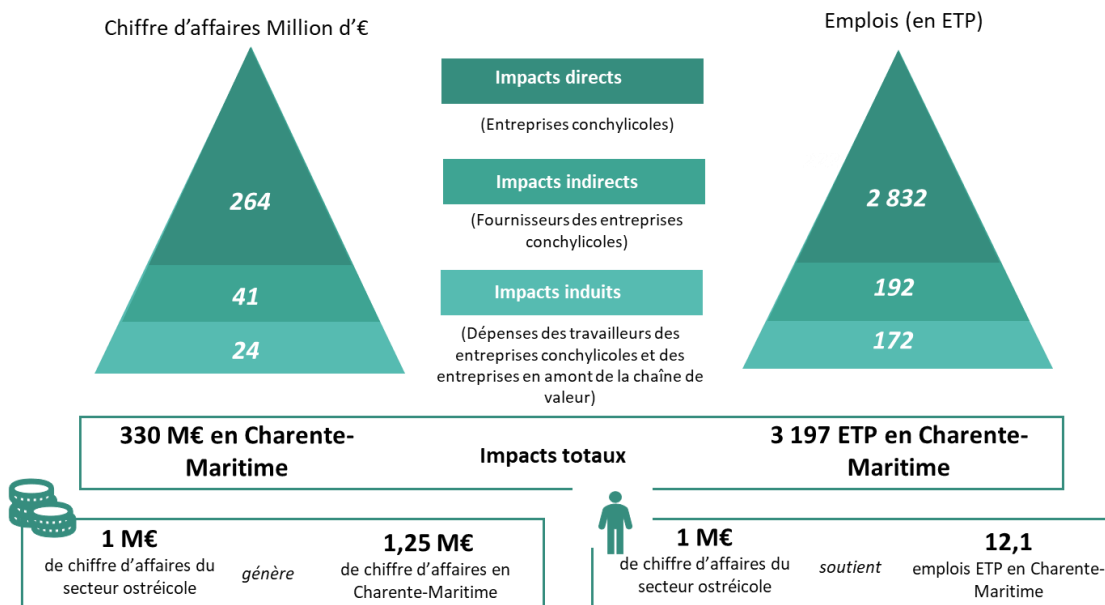 Chiffre d'affaires Million d'€
264
41
24
Impacts directs
(Entreprises conchylicoles)
Impacts indirects
(Fournisseurs des entreprises
conchylicoles)
Impacts induits
(Dépenses des travailleurs des
entreprises conchylicoles et des
entreprises en amont de la chaîne de
valeur)
Emplois (en ETP)
2 832
192
172
330 M€ en Charente-
Maritime
Impacts totaux
3 197 ETP en Charente-
Maritime
1 M€
de chiffre d'affaires du
secteur ostréicole
génère
1,25 M€
de chiffre d'affaires en
Charente-Maritime
1 M€
de chiffre d'affaires du
secteur ostréicole
soutient
12,1
emplois ETP en Charente-
Maritime